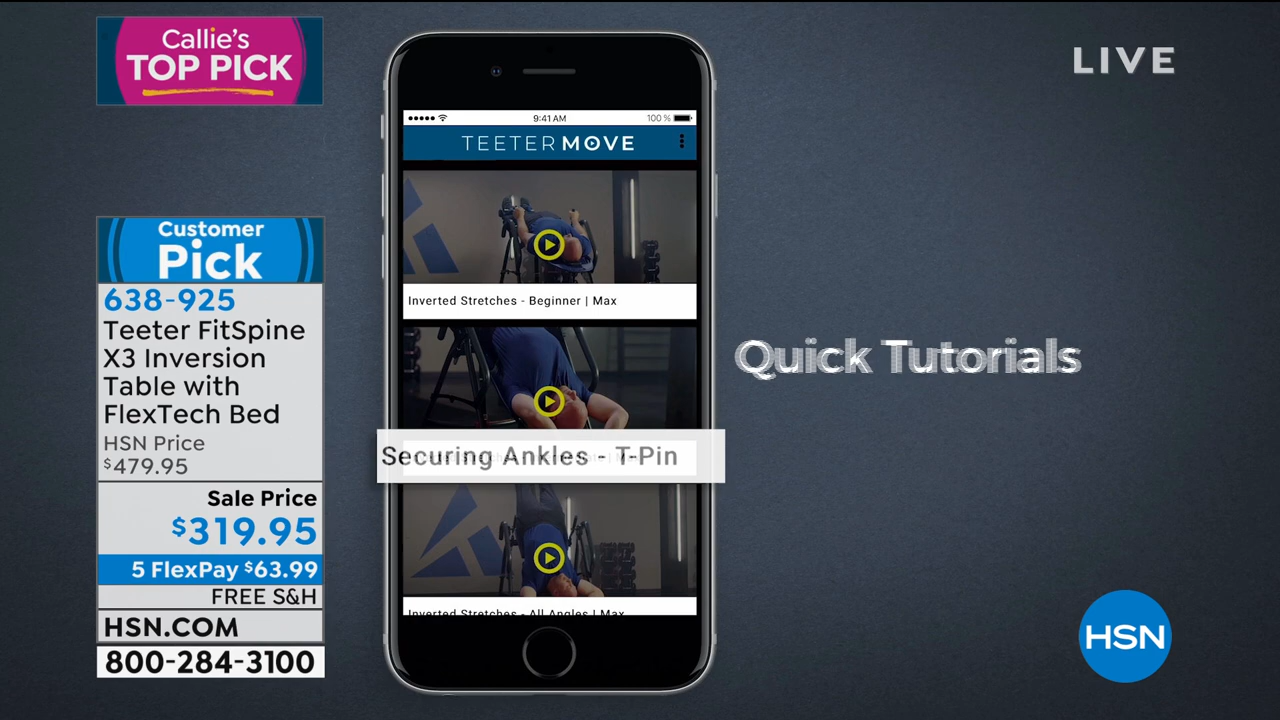 Callie's
TOP PICK
LIVE
9:41 AM
100 %
TEETER MOVE
Inverted Stretches - Beginner | Max
Securing Ankles - T-Pin
Inverted Stretches - All Angles | Max
Quick Tutorials
Customer
Pick
638-925
Teeter FitSpine
X3 Inversion
Table with
FlexTech Bed
HSN Price
$479.95
Sale Price
$319.95
5 FlexPay $63.99
FREE S&H
HSN.COM
800-284-3100
HSN